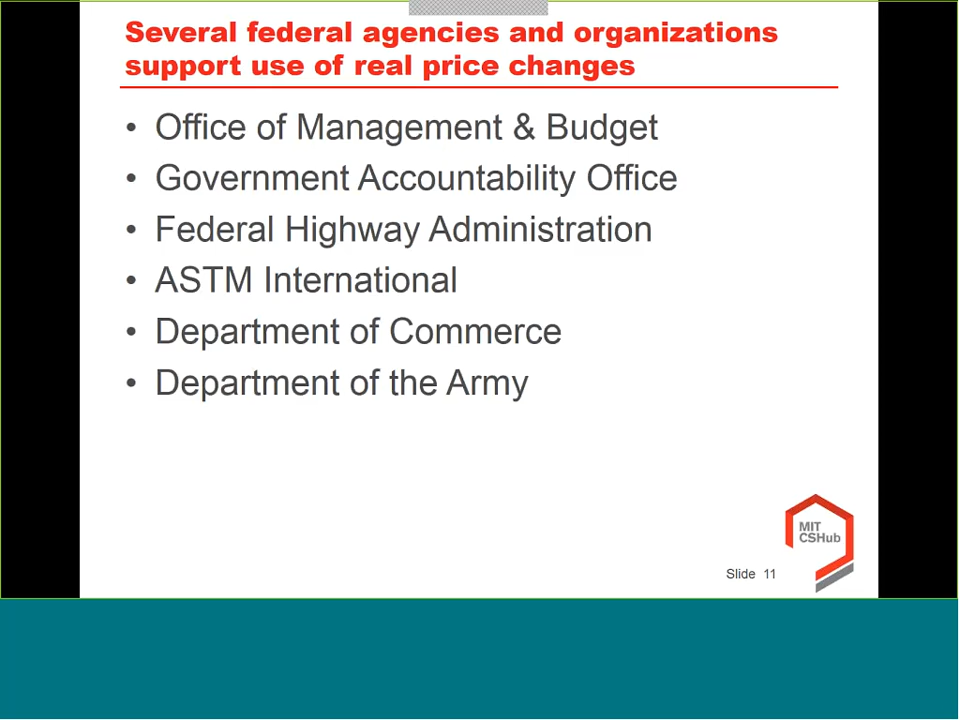 Several federal agencies and organizations
support use of real price changes
• Office of Management & Budget
• Government Accountability Office
• Federal Highway Administration
• ASTM International
• Department of Commerce
• Department of the Army
MIT
CSHub
Slide 11